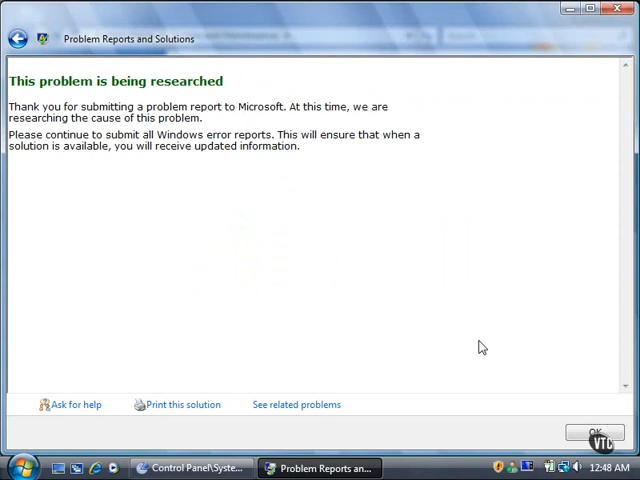 Problem Reports and Solutions
This problem is being researched
Thank you for submitting a problem report to Microsoft. At this time, we are
researching the cause of this problem.
Please continue to submit all Windows error reports. This will ensure that when a
solution is available, you will receive updated information.
Ask for help
Print this solution
See related problems
OK
VTC
Control Panel\Syste...
Problem Reports an...
12:48 AM